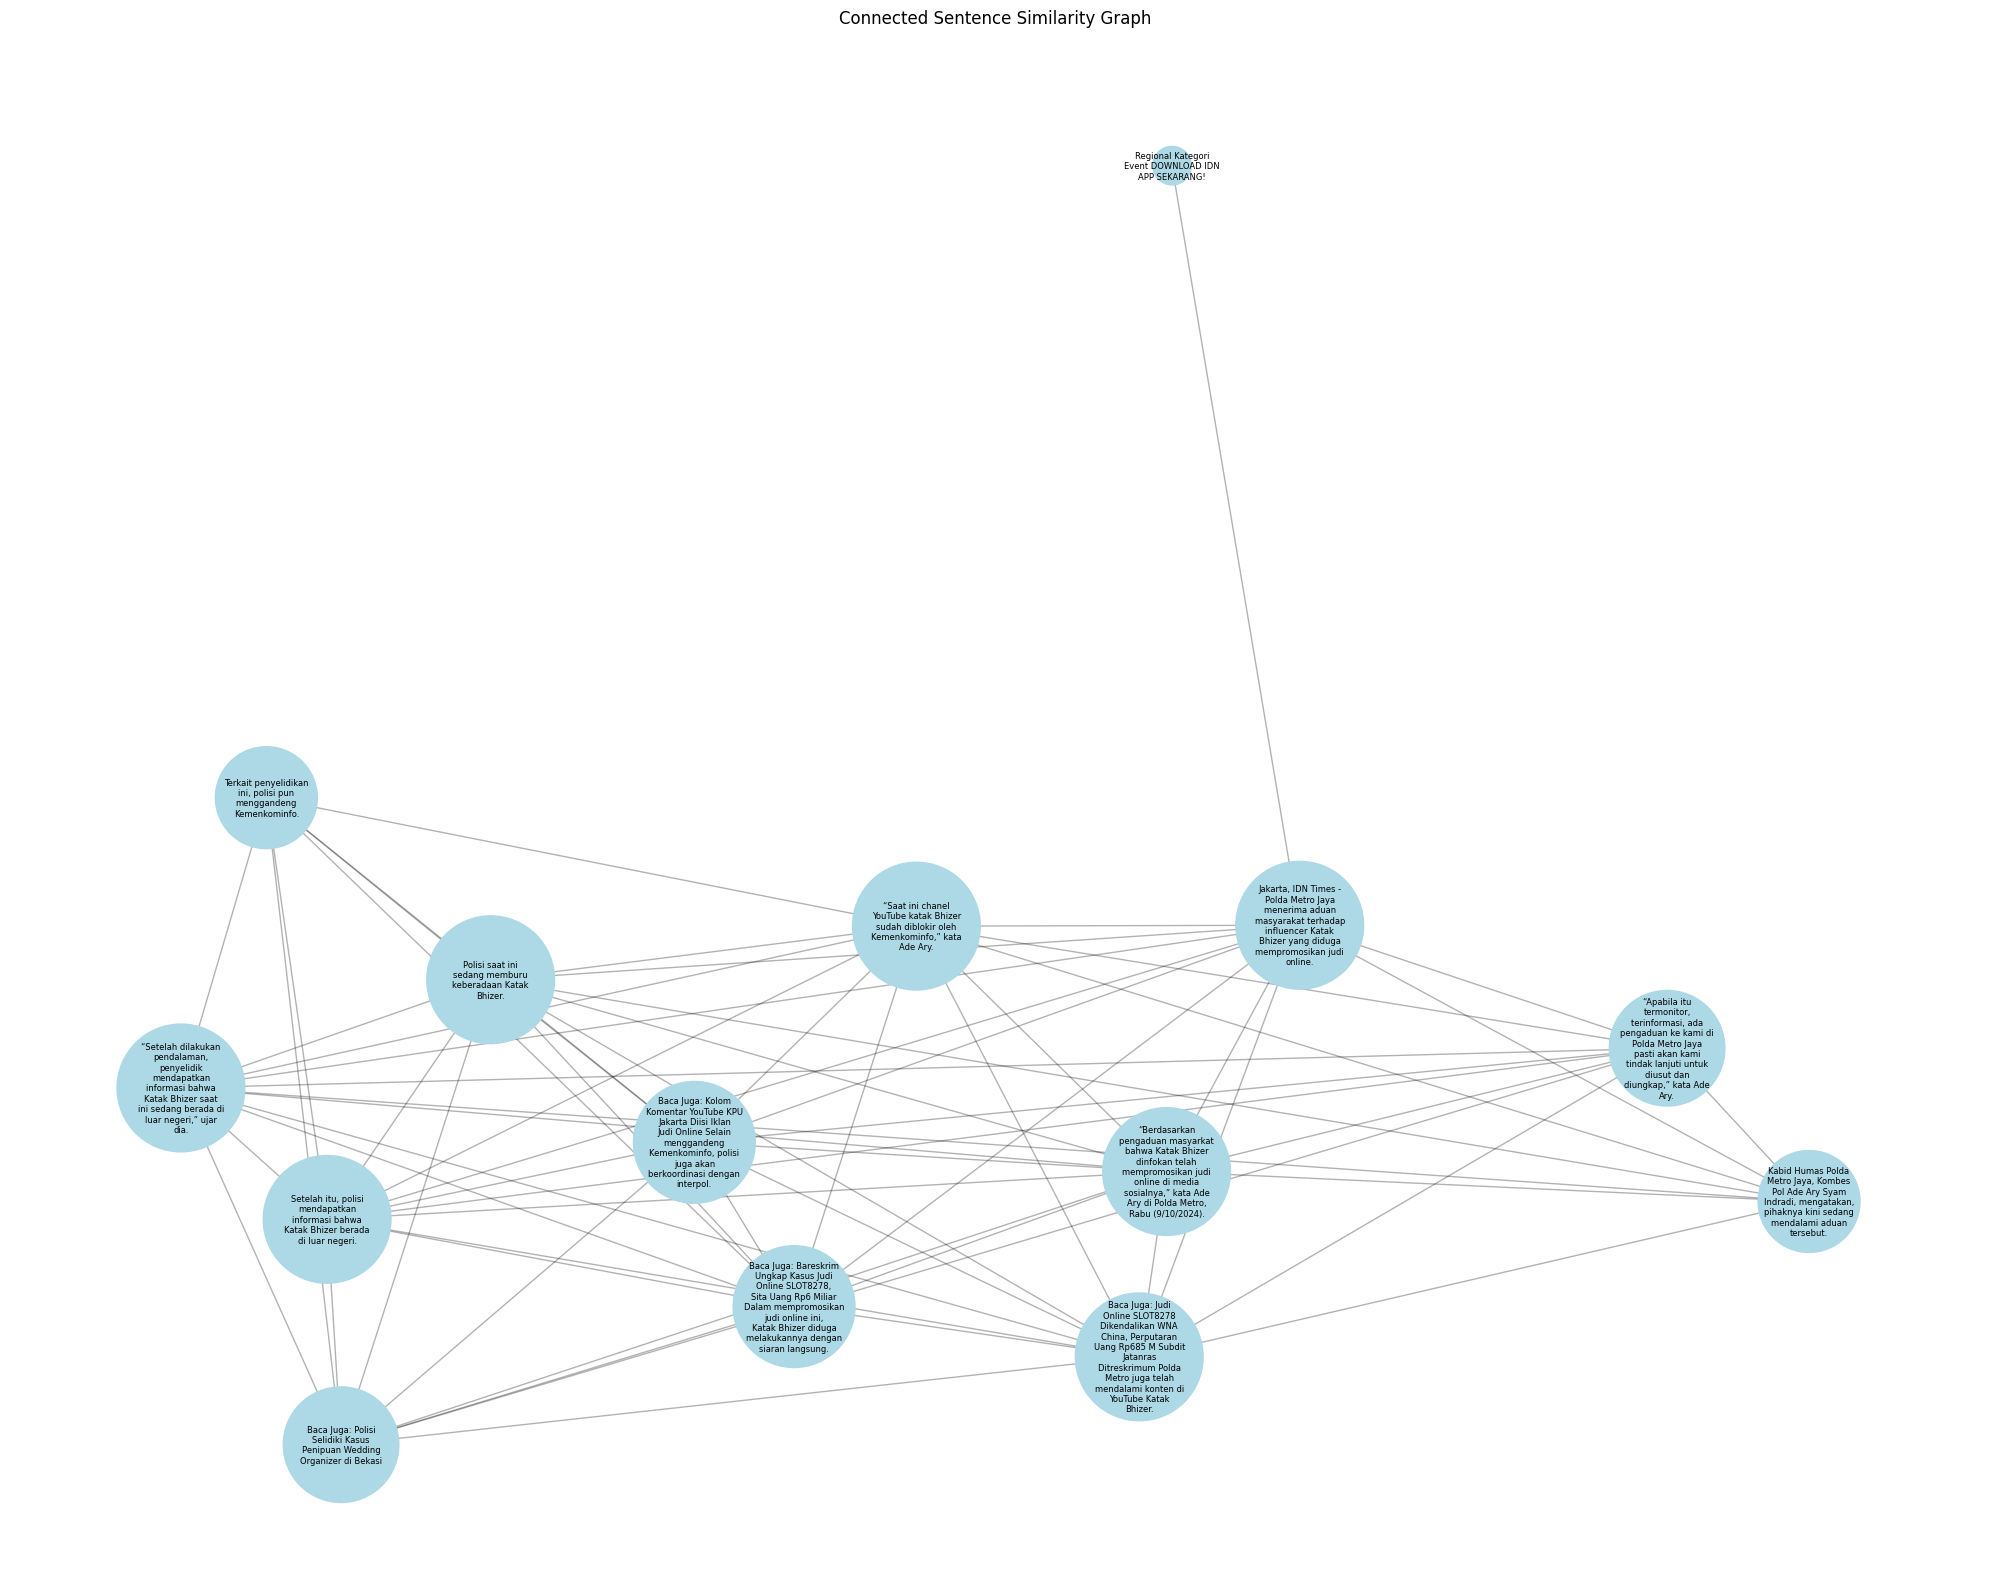 Connected Sentence Similarity Graph
Regional Kategori
Event DOWNLOAD IDN
APP SEKARANG!
Terkait penyelidikan
ini, polisi pun
menggandeng
Kemenkominfo.
“Saat ini chanel
YouTube katak Bhizer
sudah diblokir oleh
Kemenkominfo,” kata
Ade Ary.
Jakarta, IDN Times -
Polda Metro Jaya
menerima aduan
masyarakat terhadap
influencer Katak
Bhizer yang diduga
mempromosikan judi
online.
Polisi saat ini
sedang memburu
keberadaan Katak
Bhizer.
“Apabila itu
termonitor,
terinformasi, ada
pengaduan ke kami di
Polda Metro Jaya
pasti akan kami
tindak lanjuti untuk
diusut dan
diungkap,” kata Ade
Ary.
“Setelah dilakukan
pendalaman,
penyelidik
mendapatkan
informasi bahwa
Katak Bhizer saat
ini sedang berada di
luar negeri,” ujar
dia.
Baca Juga: Kolom
Komentar YouTube KPU
Jakarta Diisi Iklan
Judi Online Selain
menggandeng
Kemenkominfo, polisi
juga akan
berkoordinasi dengan
interpol.
“Berdasarkan
pengaduan masyarkat
bahwa Katak Bhizer
dinfokan telah
mempromosikan judi
online di media
sosialnya,” kata Ade
Ary di Polda Metro,
Rabu (9/10/2024).
Kabid Humas Polda
Metro Jaya, Kombes
Pol Ade Ary Syam
Indradi, mengatakan,
pihaknya kini sedang
mendalami aduan
tersebut.
Setelah itu, polisi
mendapatkan
informasi bahwa
Katak Bhizer berada
di luar negeri.
Baca Juga: Bareskrim
Ungkap Kasus Judi
Online SLOT8278,
Sita Uang Rp6 Miliar
Dalam mempromosikan
judi online ini,
Katak Bhizer diduga
melakukannya dengan
siaran langsung.
Baca Juga: Judi
Online SLOT8278
Dikendalikan WNA
China, Perputaran
Uang Rp685 M Subdit
Jatanras
Ditreskrimum Polda
Metro juga telah
mendalami konten di
YouTube Katak
Bhizer.
Baca Juga: Polisi
Selidiki Kasus
Penipuan Wedding
Organizer di Bekasi